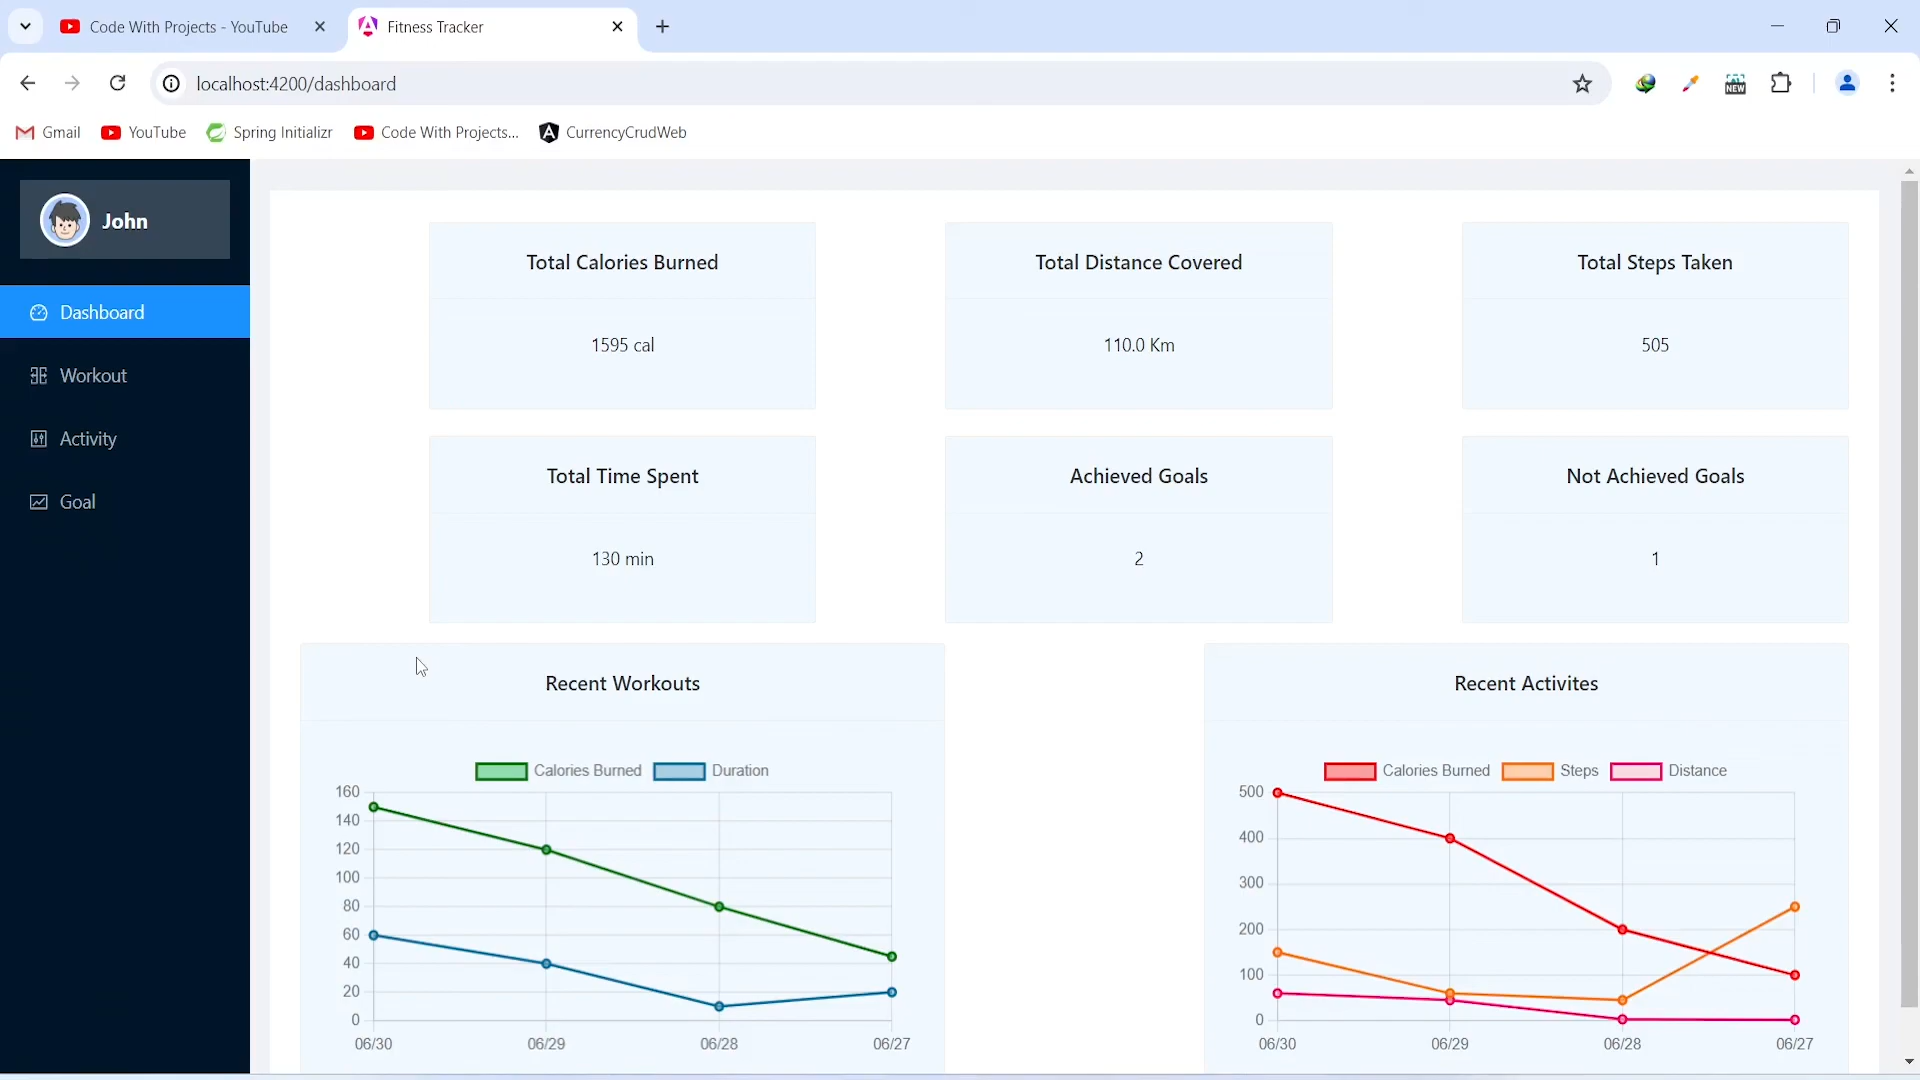 Code With Projects - YouTube
Fitness Tracker
localhost:4200/dashboard
NEW
Gmail
YouTube
Spring Initializr
Code With Projects...
CurrencyCrudWeb
John
Dashboard
Workout
Activity
Goal
Total Calories Burned
Total Distance Covered
Total Steps Taken
1595 cal
110.0 Km
505
Total Time Spent
Achieved Goals
Not Achieved Goals
130 min
2
1
Recent Workouts
Calories Burned
Duration
160
140
120
100
80
60
40
20
0
06/30
06/29
06/28
06/27
Recent Activites
Calories Burned
Steps
Distance
500
400
300
200
100
0
06/30
06/29
06/28
06/27